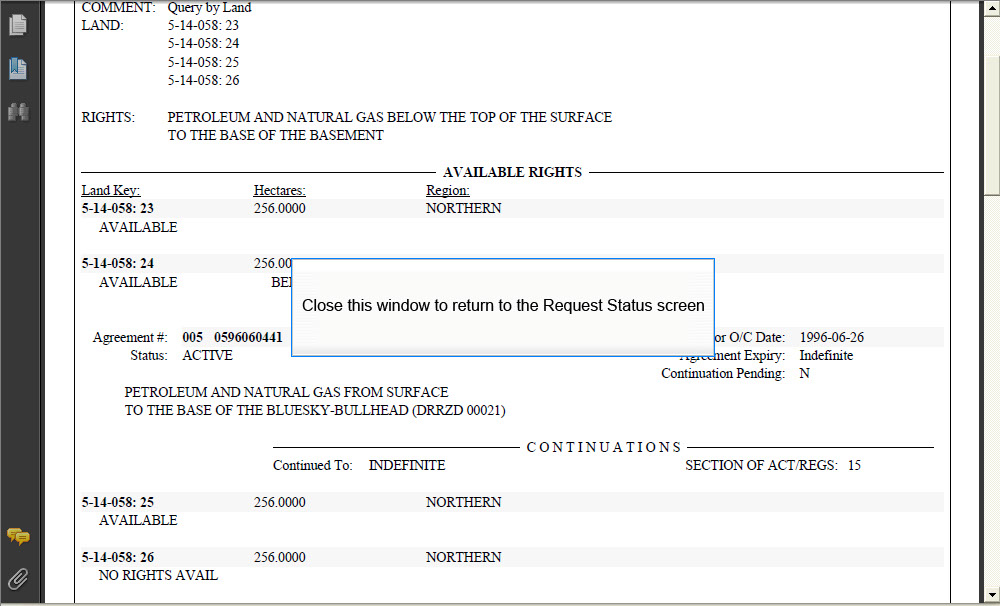 COMMENT: Query by Land
LAND: 5-14-058: 23
5-14-058: 24
5-14-058: 25
5-14-058: 26
RIGHTS: PETROLEUM AND NATURAL GAS BELOW THE TOP OF THE SURFACE
TO THE BASE OF THE BASEMENT
AVAILABLE RIGHTS
Land Key: Hectares: Region:
5-14-058: 23 256.0000 NORTHERN
AVAILABLE
5-14-058: 24 256.00
AVAILABLE
Close this window to return to the Request Status screen
Agreement #: 005 0596060441 or O/C Date: 1996-06-26
Status: ACTIVE Agreement Expiry: Indefinite
Continuation Pending: N
PETROLEUM AND NATURAL GAS FROM SURFACE
TO THE BASE OF THE BLUESKY-BULLHEAD (DRRZD 00021)
CONTINUATIONS
Continued To: INDEFINITE SECTION OF ACT/REGS: 15
5-14-058: 25 256.0000 NORTHERN
AVAILABLE
5-14-058: 26 256.0000 NORTHERN
NO RIGHTS AVAIL